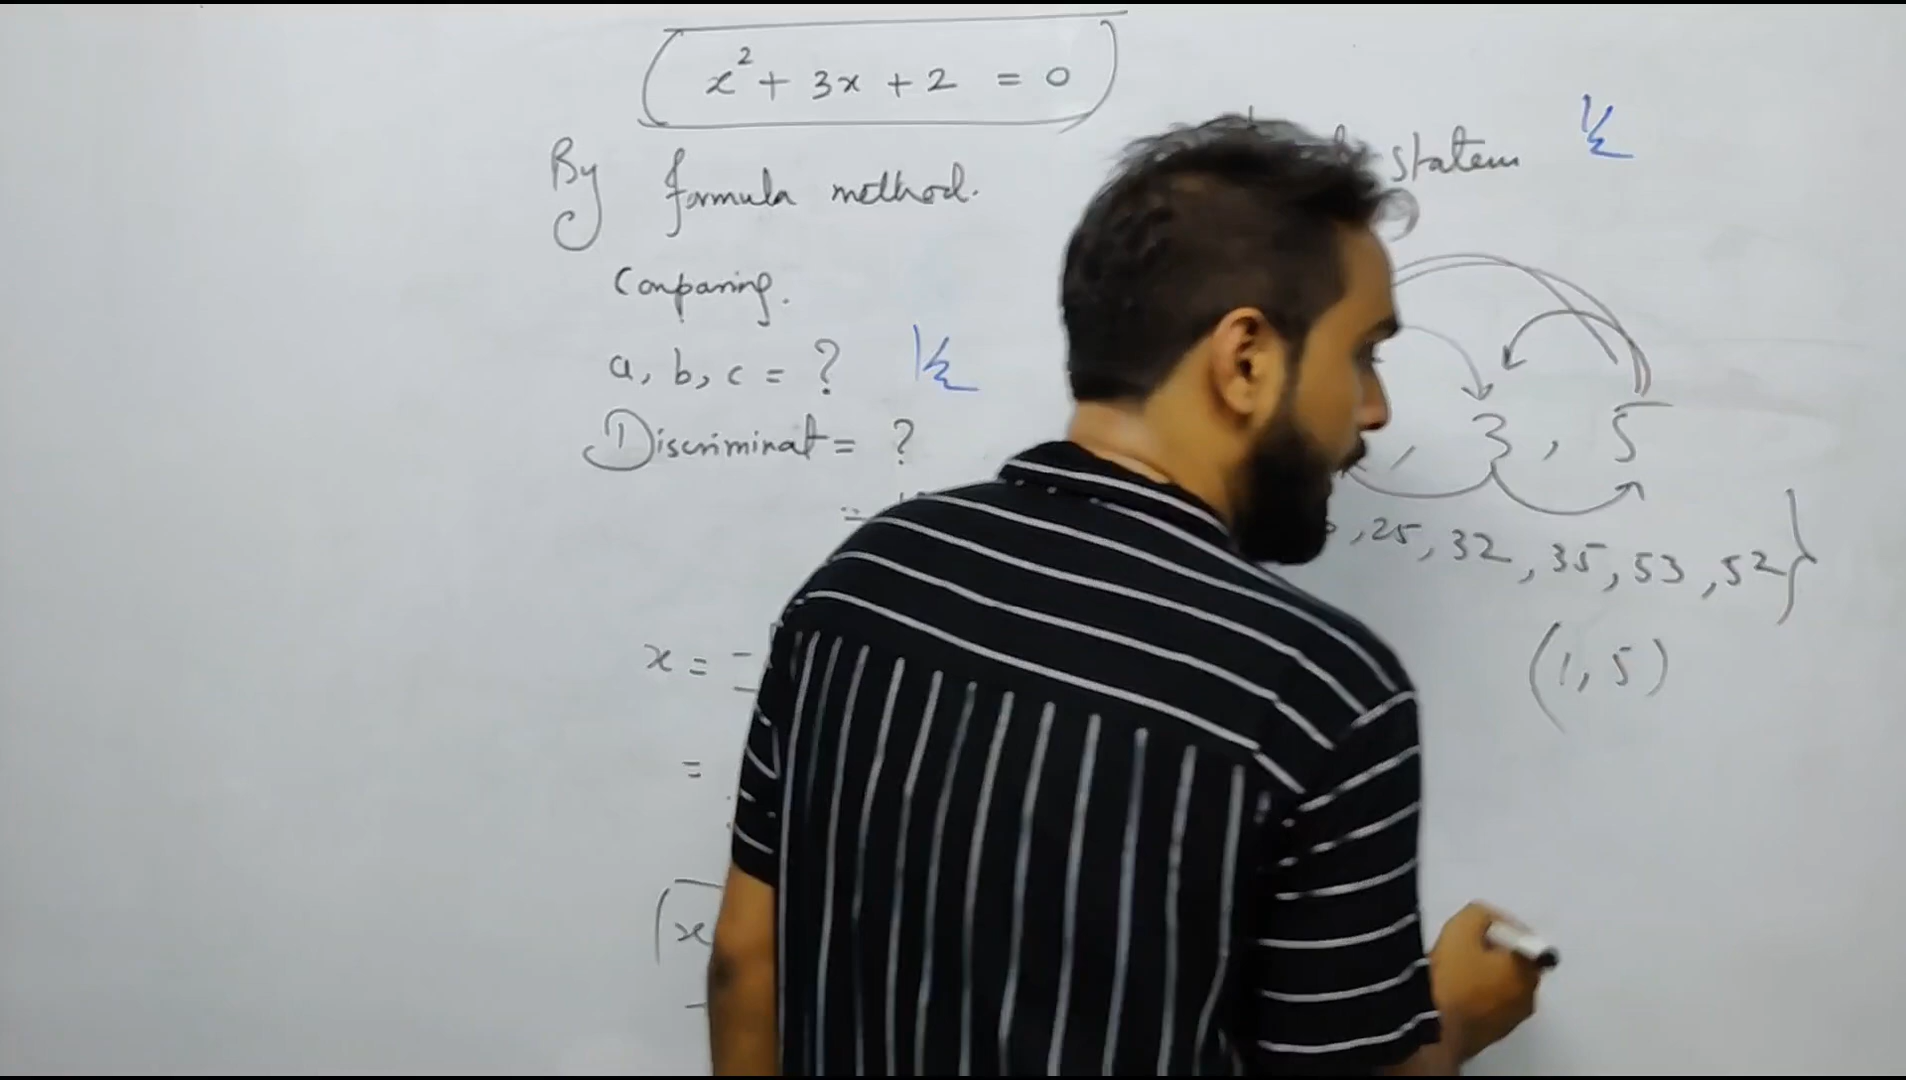 x² + 3x + 2 = 0
By formula method.
Comparing.
a, b, c = ? 1/2
Discriminat = ?
=
x = -
=
x
statem 1/2
, 3, 5
, 25, 32, 35, 53, 52}
(1, 5)